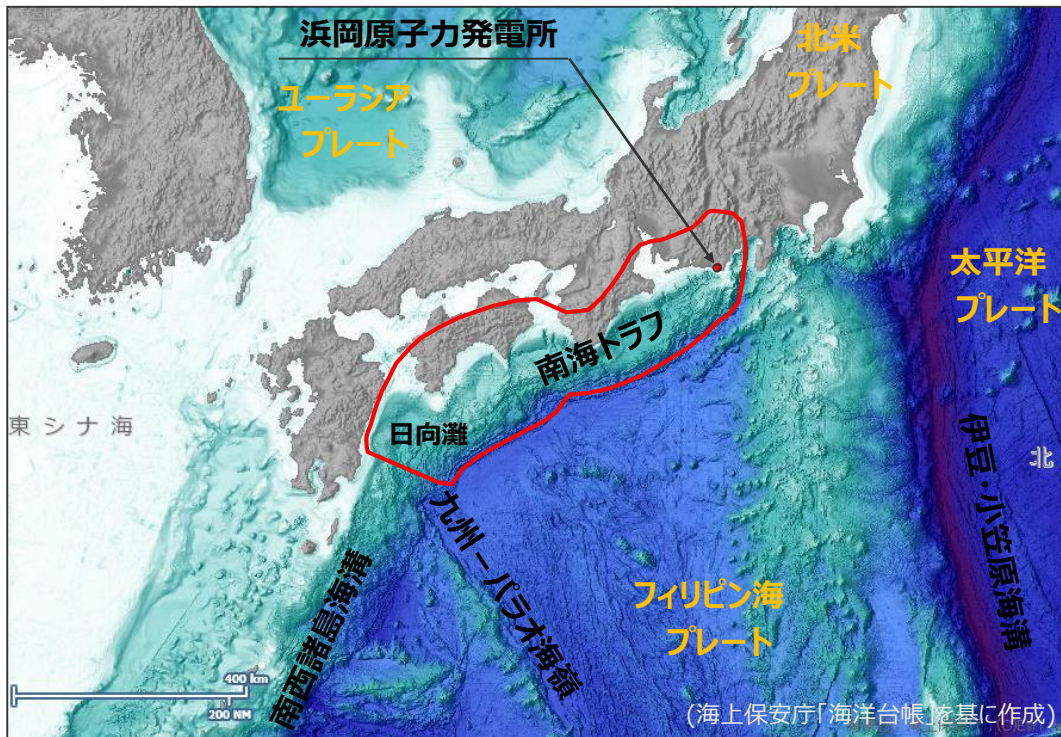 浜岡原子力発電所
北米
プレート
ユーラシア
プレート
太平洋
プレート
南海トラフ
日向灘
東シナ海
北
伊豆・小笠原海溝
九州ーパラオ海嶺
南西諸島海溝
フィリピン海
プレート
400 km
200 NM
(海上保安庁「海洋台帳」を基に作成)